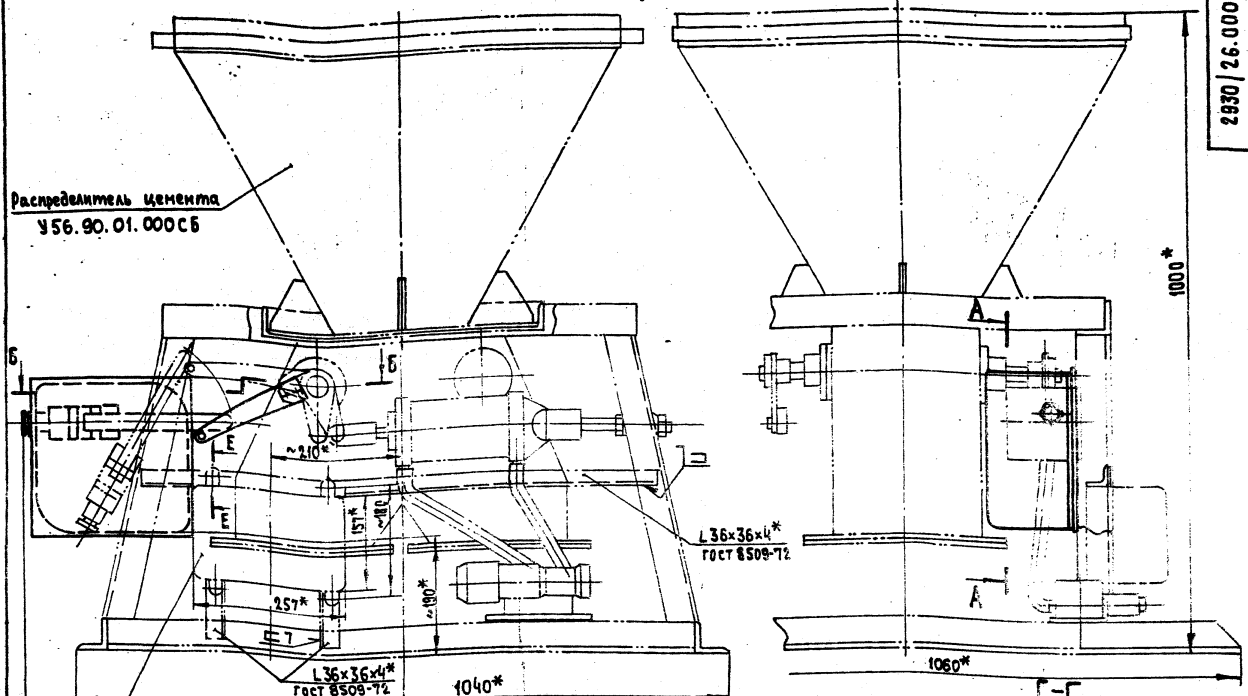 2930/26.000
Распределитель цемента
У56.90.01.000СБ
1000*
А
Б
Б
Е
~210*
Е
157*
~180
L36×36×4*
ГОСТ 8509-72
А
257*
~190*
7
L36×36×4*
ГОСТ 8509-72
1040*
1060*
Г-Г